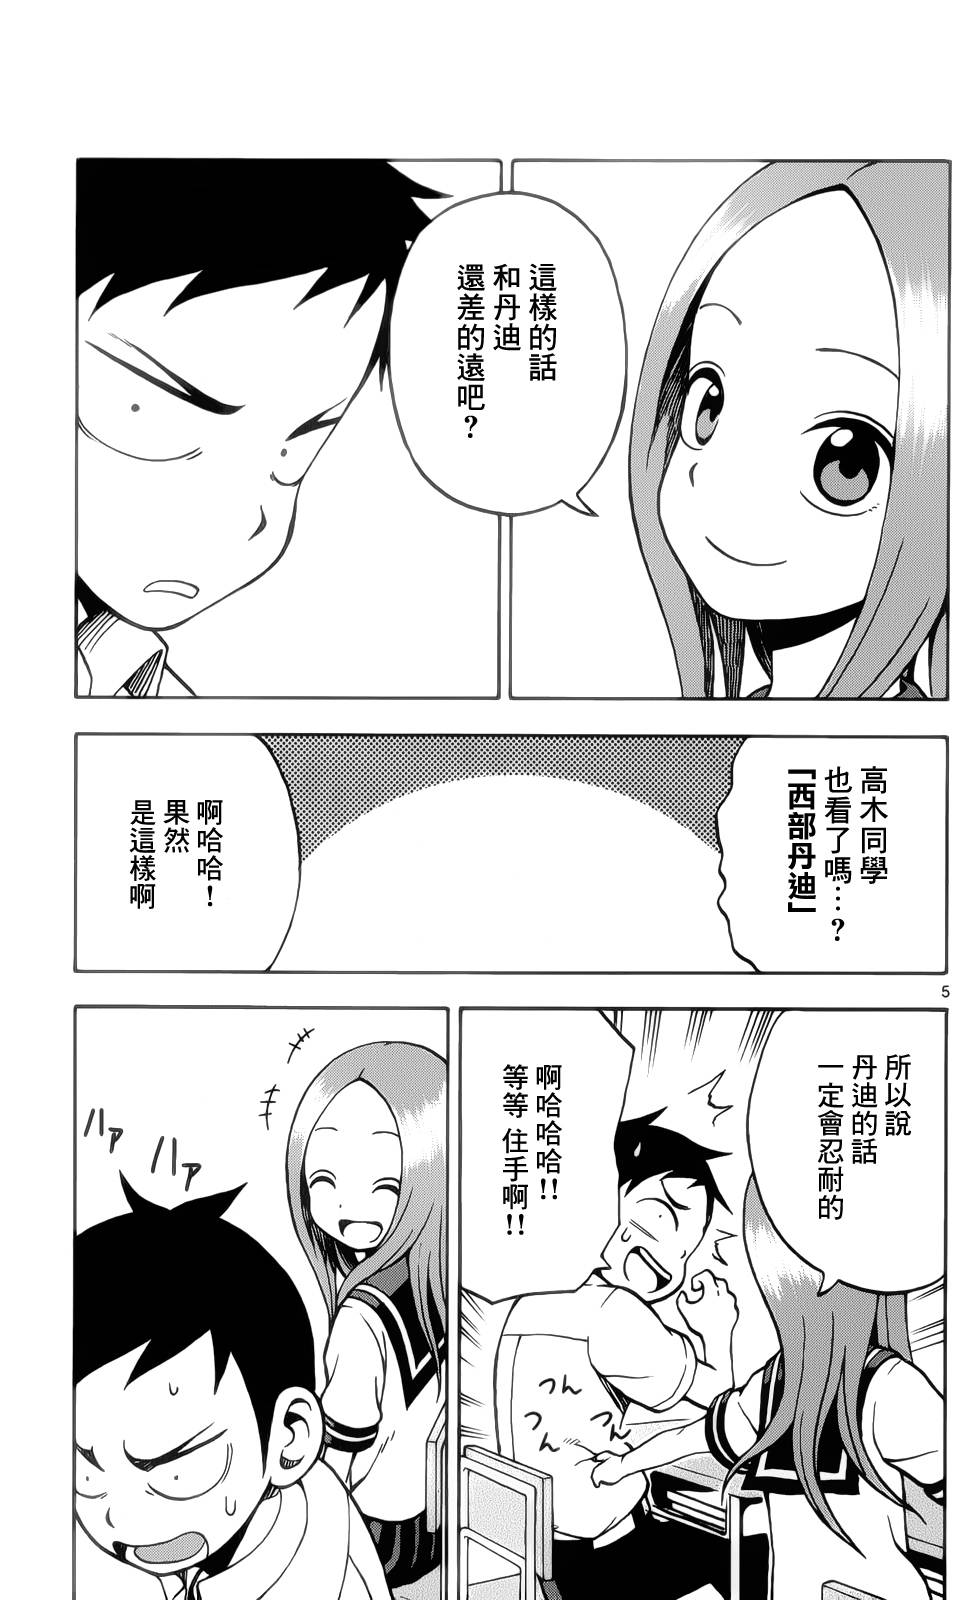 這樣的話
和丹迪
還差的遠吧?
高木同學
也看了嗎…?
「西部丹迪」
啊哈哈!
果然
是這樣啊
5
所以說
丹迪的話
一定會忍耐的
啊哈哈哈!!
等等 住手啊!!
つん
つん
つん
ハァ
ハァ